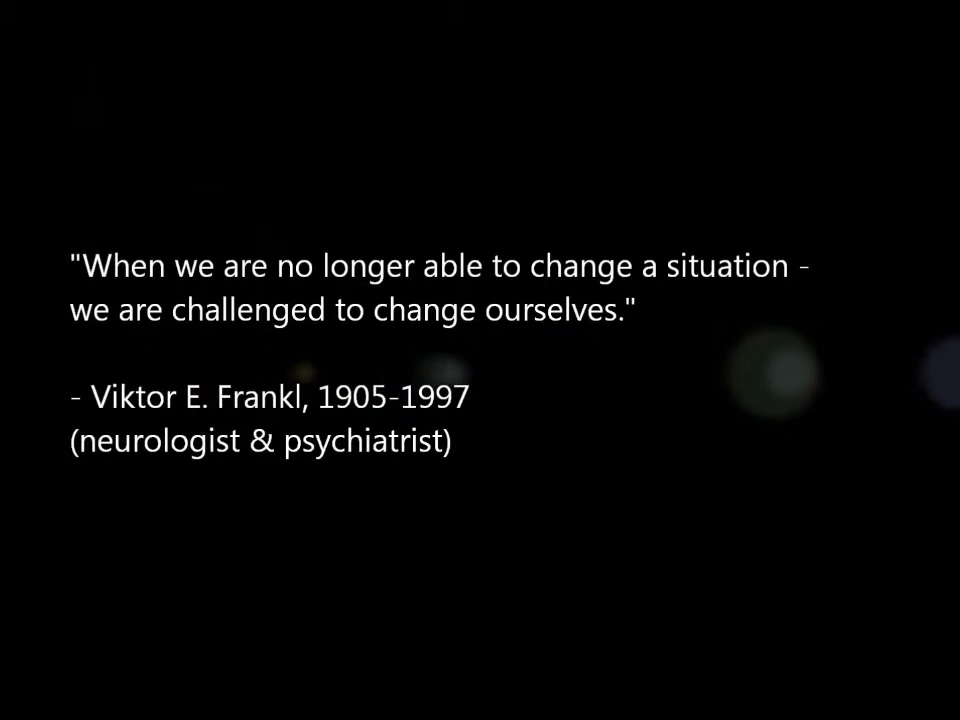 "When we are no longer able to change a situation -
we are challenged to change ourselves."
- Viktor E. Frankl, 1905-1997
(neurologist & psychiatrist)